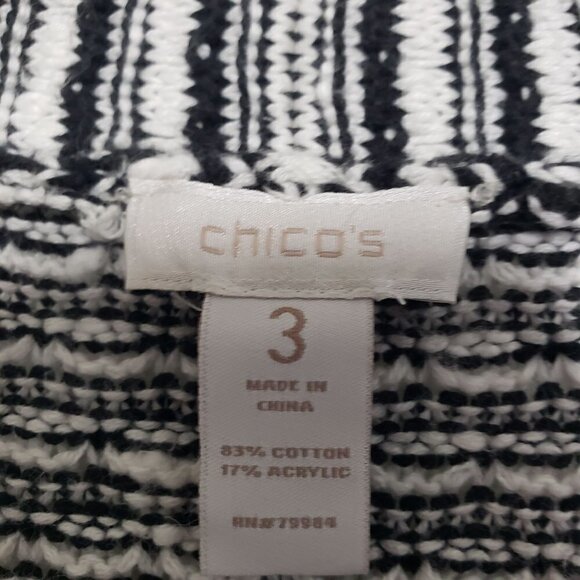 chico's
3
MADE IN
CHINA
83% COTTON
17% ACRYLIC
RN#79984